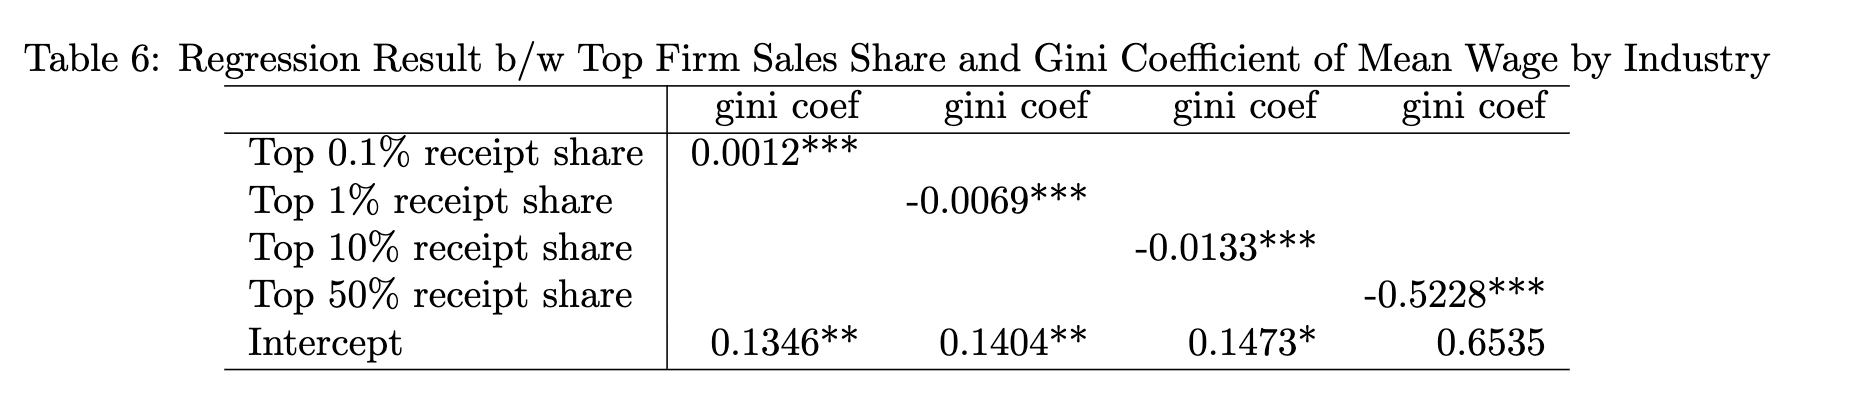 Table 6: Regression Result b/w Top Firm Sales Share and Gini Coefficient of Mean Wage by Industry
gini coef gini coef gini coef gini coef
Top 0.1% receipt share 0.0012***
Top 1% receipt share -0.0069***
Top 10% receipt share -0.0133***
Top 50% receipt share -0.5228***
Intercept 0.1346** 0.1404** 0.1473* 0.6535